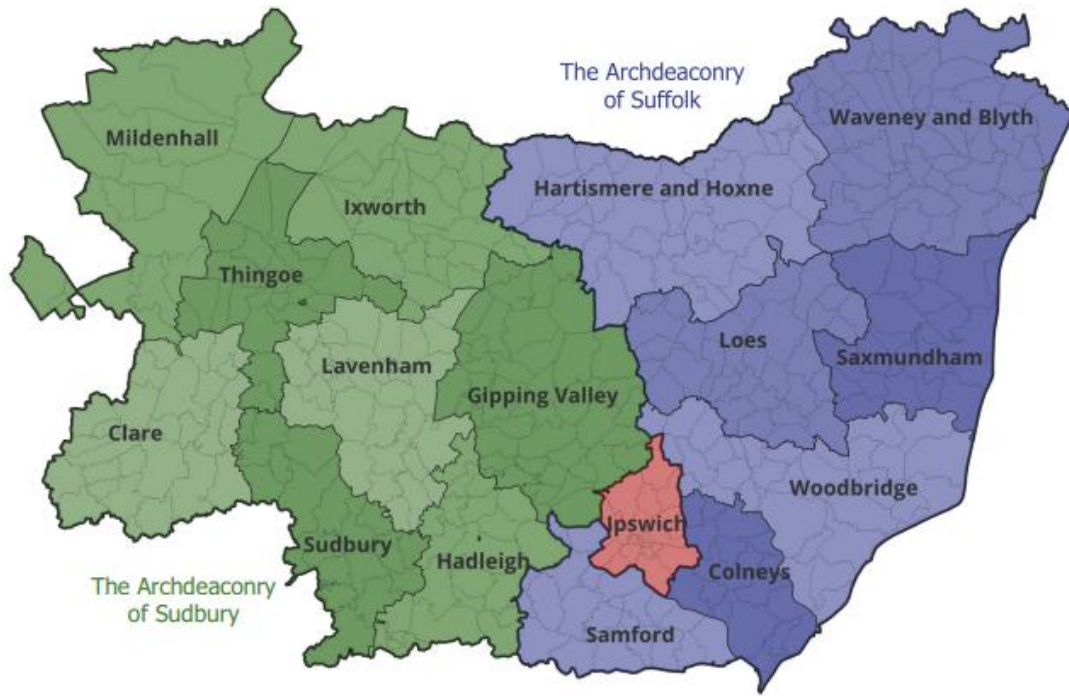 The Archdeaconry
of Suffolk
Waveney and Blyth
Mildenhall
Hartismere and Hoxne
Ixworth
Thingoe
Loes
Saxmundham
Lavenham
Gipping Valley
Clare
Woodbridge
Ipswich
Sudbury
Hadleigh
Colneys
The Archdeaconry
of Sudbury
Samford